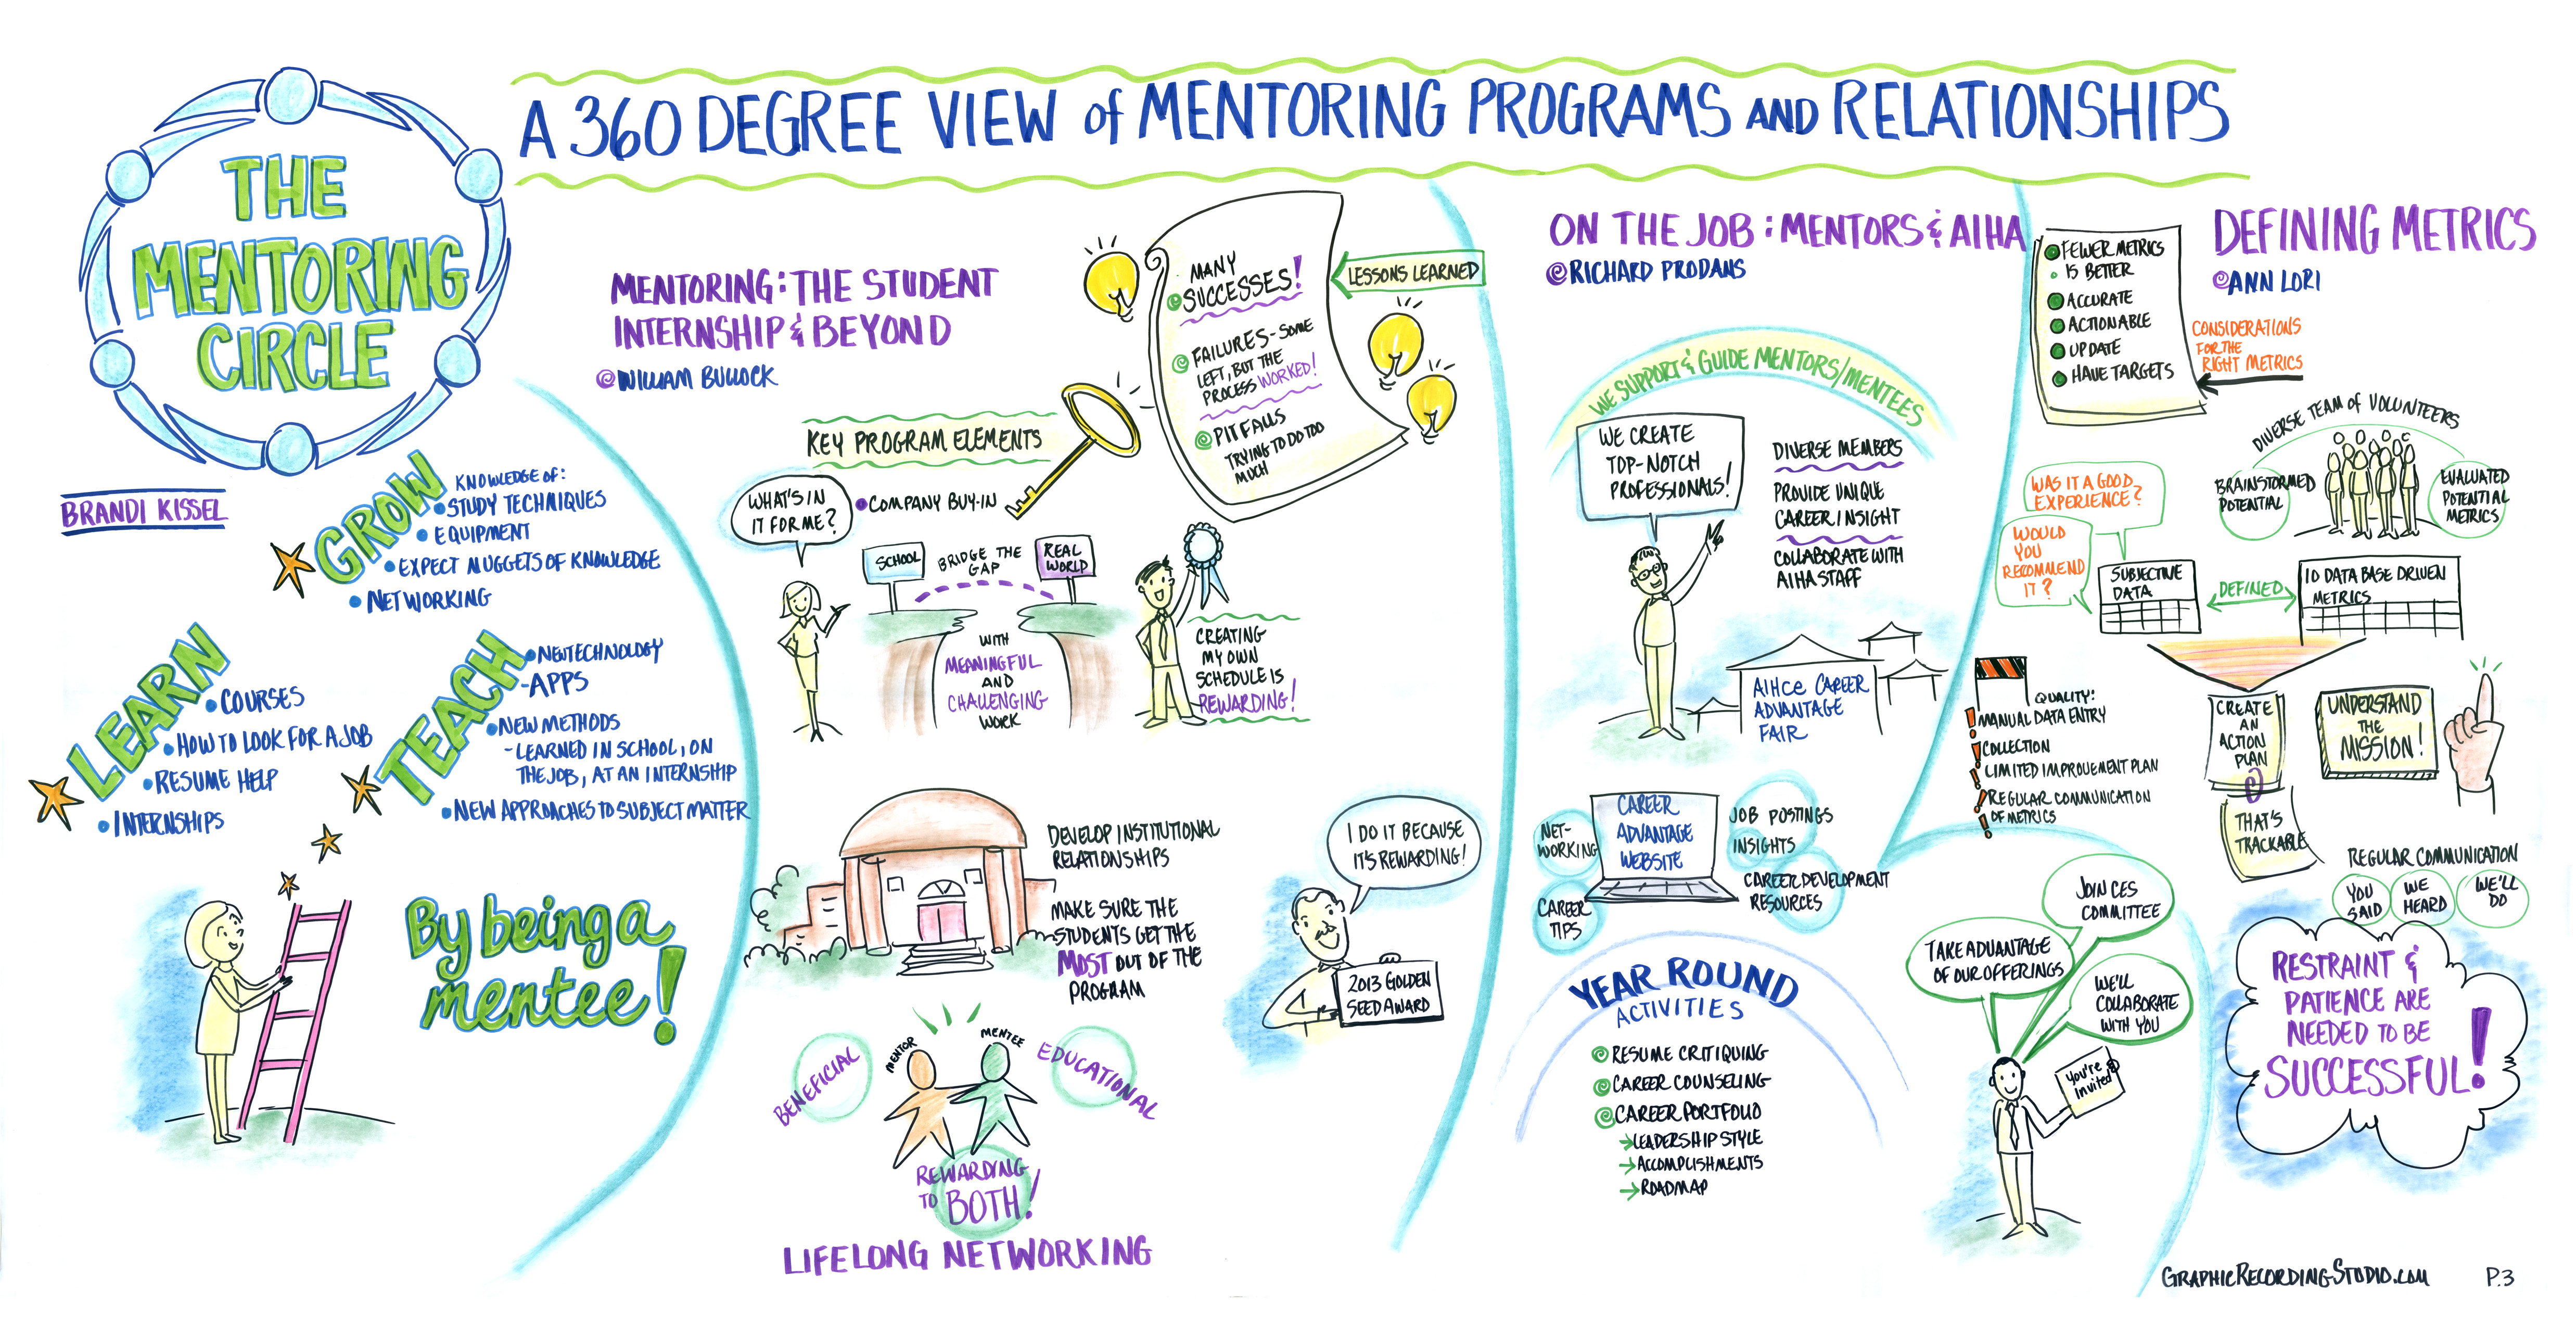 THE
MENTORING
CIRCLE
A 360 DEGREE VIEW of MENTORING PROGRAMS AND RELATIONSHIPS
BRANDI KISSEL
GROW
KNOWLEDGE OF:
• STUDY TECHNIQUES
• EQUIPMENT
• EXPECT NUGGETS OF KNOWLEDGE
• NETWORKING
LEARN
• COURSES
• HOW TO LOOK FOR A JOB
• RESUME HELP
• INTERNSHIPS
TEACH
• NEW TECHNOLOGY
- APPS
• NEW METHODS
- LEARNED IN SCHOOL, ON
THE JOB, AT AN INTERNSHIP
• NEW APPROACHES TO SUBJECT MATTER
By being a
mentee!
MENTORING: THE STUDENT
INTERNSHIP & BEYOND
@ WILLIAM BULLOCK
LESSONS LEARNED
MANY
SUCCESSES!
FAILURES - SOME
LEFT, BUT THE
PROCESS WORKED!
PITFALLS
TRYING TO DO TOO
MUCH
KEY PROGRAM ELEMENTS
• COMPANY BUY-IN
WHAT'S IN
IT FOR ME?
SCHOOL
BRIDGE THE
GAP
REAL
WORLD
WITH
MEANINGFUL
AND
CHALLENGING
WORK
CREATING
MY OWN
SCHEDULE IS
REWARDING!
DEVELOP INSTITUTIONAL
RELATIONSHIPS
MAKE SURE THE
STUDENTS GET THE
MOST OUT OF THE
PROGRAM
I DO IT BECAUSE
IT'S REWARDING!
2013 GOLDEN
SEED AWARD
BENEFICIAL
MENTOR
MENTEE
EDUCATIONAL
REWARDING
TO BOTH!
LIFELONG NETWORKING
ON THE JOB: MENTORS & AIHA
@ RICHARD PRODANS
WE SUPPORT & GUIDE MENTORS/MENTEES
WE CREATE
TOP-NOTCH
PROFESSIONALS!
DIVERSE MEMBERS
PROVIDE UNIQUE
CAREER INSIGHT
COLLABORATE WITH
AIHA STAFF
AIHce CAREER
ADVANTAGE
FAIR
CAREER
ADVANTAGE
WEBSITE
NET-
WORKING
CAREER
TIPS
JOB POSTINGS
INSIGHTS
CAREER DEVELOPMENT
RESOURCES
YEAR ROUND
ACTIVITIES
RESUME CRITIQUING
CAREER COUNSELING
CAREER PORTFOLIO
→ LEADERSHIP STYLE
→ ACCOMPLISHMENTS
→ ROADMAP
JOIN CES
COMMITTEE
TAKE ADVANTAGE
OF OUR OFFERINGS
WE'LL
COLLABORATE
WITH YOU
You're
Invited
DEFINING METRICS
@ ANN LORI
• FEWER METRICS
• IS BETTER
• ACCURATE
• ACTIONABLE
• UPDATE
• HAVE TARGETS
CONSIDERATIONS
FOR THE
RIGHT METRICS
DIVERSE TEAM of VOLUNTEERS
BRAINSTORMED
POTENTIAL
EVALUATED
POTENTIAL
METRICS
WAS IT A GOOD
EXPERIENCE?
WOULD
YOU
RECOMMEND
IT?
SUBJECTIVE
DATA
DEFINED
10 DATA BASE DRIVEN
METRICS
QUALITY:
! MANUAL DATA ENTRY
! COLLECTION
! LIMITED IMPROVEMENT PLAN
! REGULAR COMMUNICATION
OF METRICS
CREATE
AN
ACTION
PLAN
THAT'S
TRACKABLE
UNDERSTAND
THE
MISSION!
REGULAR COMMUNICATION
YOU
SAID
WE
HEARD
WE'LL
DO
RESTRAINT &
PATIENCE ARE
NEEDED TO BE
SUCCESSFUL!
GRAPHICRECORDINGSTUDIO.COM
P.3